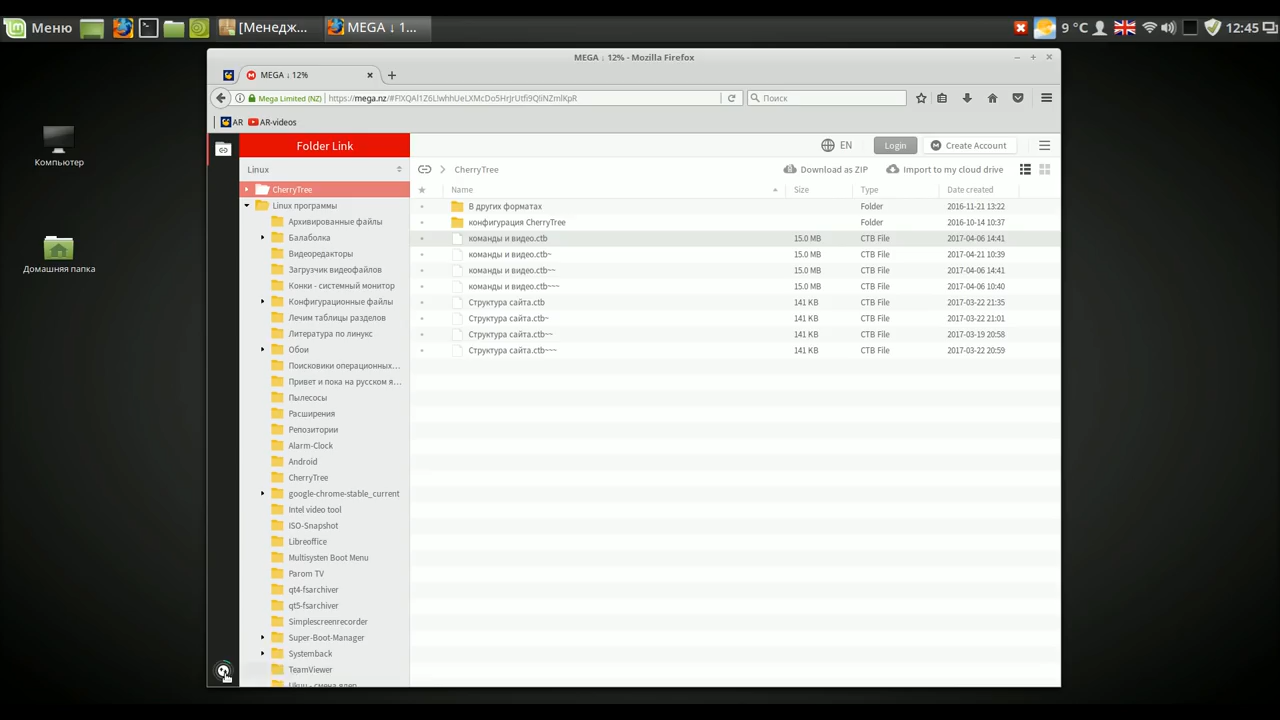 Меню
[Менедж...
MEGA ↓ 1...
9 °C
12:45
MEGA ↓ 12% - Mozilla Firefox
MEGA ↓ 12%
Mega Limited (NZ)
Поиск
AR
AR-videos
Компьютер
Домашняя папка
Folder Link
EN
Login
Create Account
Linux
CherryTree
Download as ZIP
Import to my cloud drive
Name Size Type Date created
CherryTree
Linux программы
Архивированные файлы
Балаболка
Видеоредакторы
Загрузчик видеофайлов
Конки - системный монитор
Конфигурационные файлы
Лечим таблицы разделов
Литература по линукс
Обои
Поисковики операционных...
Привет и пока на русском я...
Пылесосы
Расширения
Репозитории
Alarm-Clock
Android
CherryTree
google-chrome-stable_current
Intel video tool
ISO-Snapshot
Libreoffice
Multisysten Boot Menu
Parom TV
qt4-fsarchiver
qt5-fsarchiver
Simplescreenrecorder
Super-Boot-Manager
Systemback
TeamViewer
В других форматах Folder 2016-11-21 13:22
конфигурация CherryTree Folder 2016-10-14 10:37
команды и видео.ctb 15.0 MB CTB File 2017-04-06 14:41
команды и видео.ctb~ 15.0 MB CTB File 2017-04-21 10:39
команды и видео.ctb~~ 15.0 MB CTB File 2017-04-06 14:41
команды и видео.ctb~~~ 15.0 MB CTB File 2017-04-06 10:40
Структура сайта.ctb 141 KB CTB File 2017-03-22 21:35
Структура сайта.ctb~ 141 KB CTB File 2017-03-22 21:01
Структура сайта.ctb~~ 141 KB CTB File 2017-03-19 20:58
Структура сайта.ctb~~~ 141 KB CTB File 2017-03-22 20:59